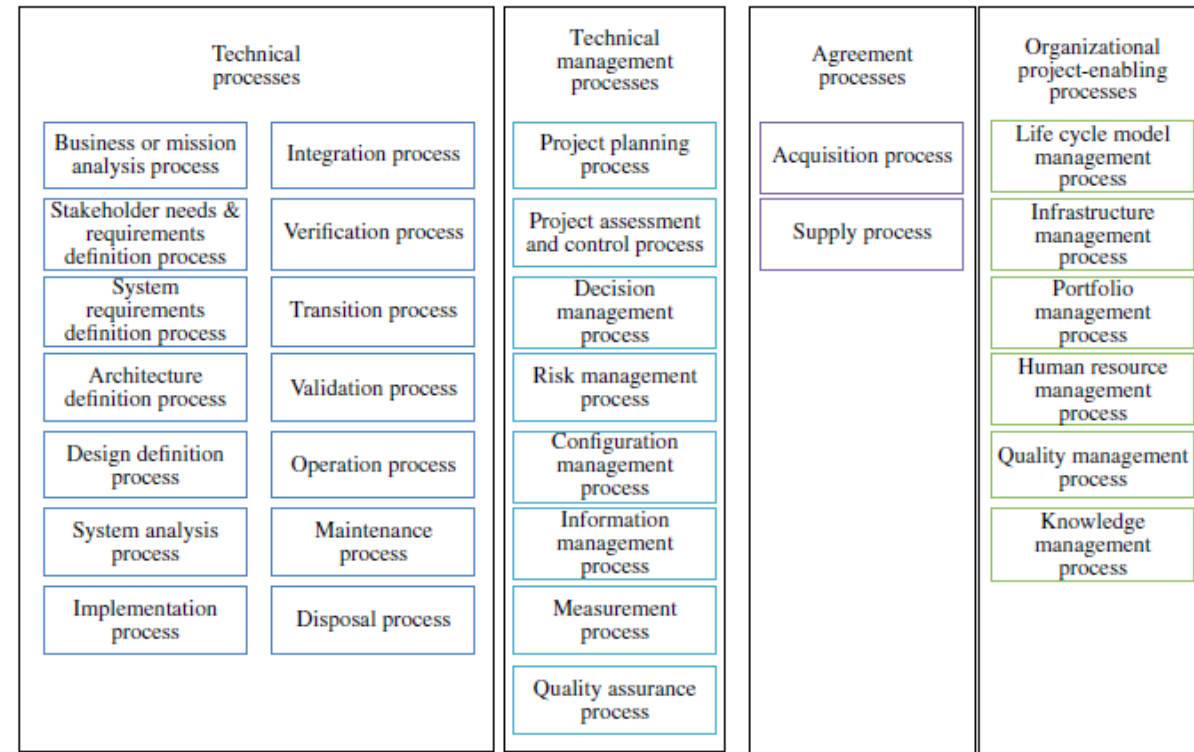 Technical
processes
Business or mission
analysis process
Stakeholder needs &
requirements
definition process
System
requirements
definition process
Architecture
definition process
Design definition
process
System analysis
process
Implementation
process
Integration process
Verification process
Transition process
Validation process
Operation process
Maintenance
process
Disposal process
Technical
management
processes
Project planning
process
Project assessment
and control process
Decision
management
process
Risk management
process
Configuration
management
process
Information
management
process
Measurement
process
Quality assurance
process
Agreement
processes
Acquisition process
Supply process
Organizational
project-enabling
processes
Life cycle model
management
process
Infrastructure
management
process
Portfolio
management
process
Human resource
management
process
Quality management
process
Knowledge
management
process